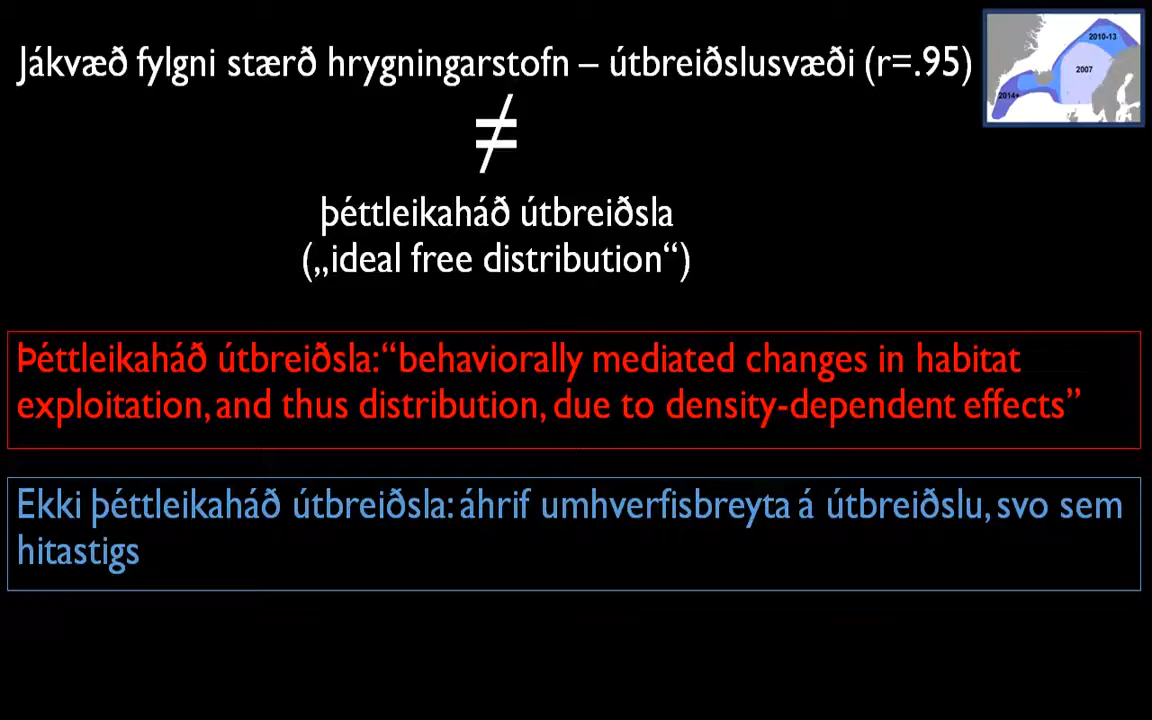 Jákvæð fylgni stærð hrygningarstofn – útbreiðslusvæði (r=.95)
2010-13
2007
2014+
≠
þéttleikaháð útbreiðsla
(„ideal free distribution“)
Þéttleikaháð útbreiðsla: “behaviorally mediated changes in habitat
exploitation, and thus distribution, due to density-dependent effects”
Ekki þéttleikaháð útbreiðsla: áhrif umhverfisbreyta á útbreiðslu, svo sem
hitastigs